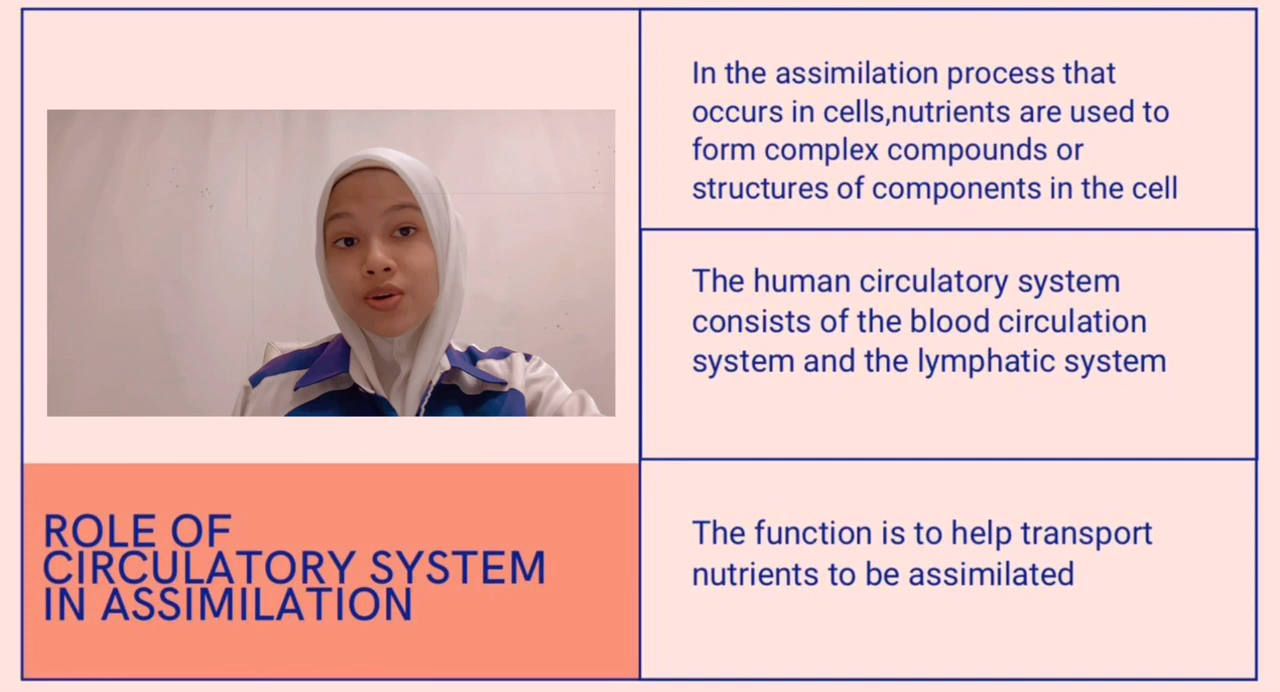 In the assimilation process that
occurs in cells,nutrients are used to
form complex compounds or
structures of components in the cell
The human circulatory system
consists of the blood circulation
system and the lymphatic system
ROLE OF
CIRCULATORY SYSTEM
IN ASSIMILATION
The function is to help transport
nutrients to be assimilated